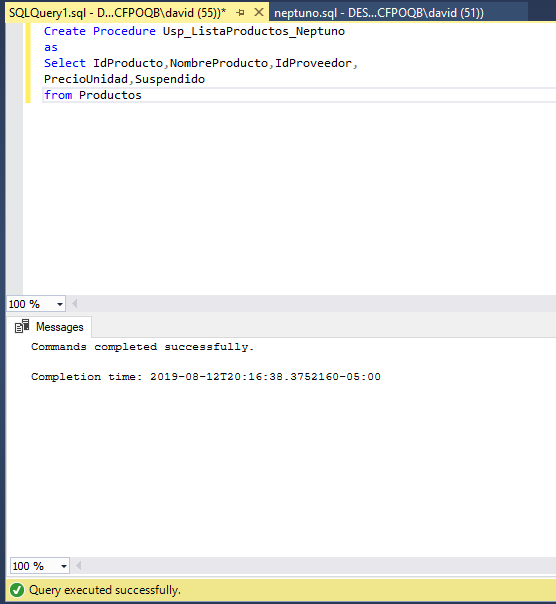 SQLQuery1.sql - D...CFPOQB\david (55))* neptuno.sql - DES...CFPOQB\david (51))
Create Procedure Usp_ListaProductos_Neptuno
as
Select IdProducto,NombreProducto,IdProveedor,
PrecioUnidad,Suspendido
from Productos
100 %
Messages
Commands completed successfully.
Completion time: 2019-08-12T20:16:38.3752160-05:00
100 %
Query executed successfully.